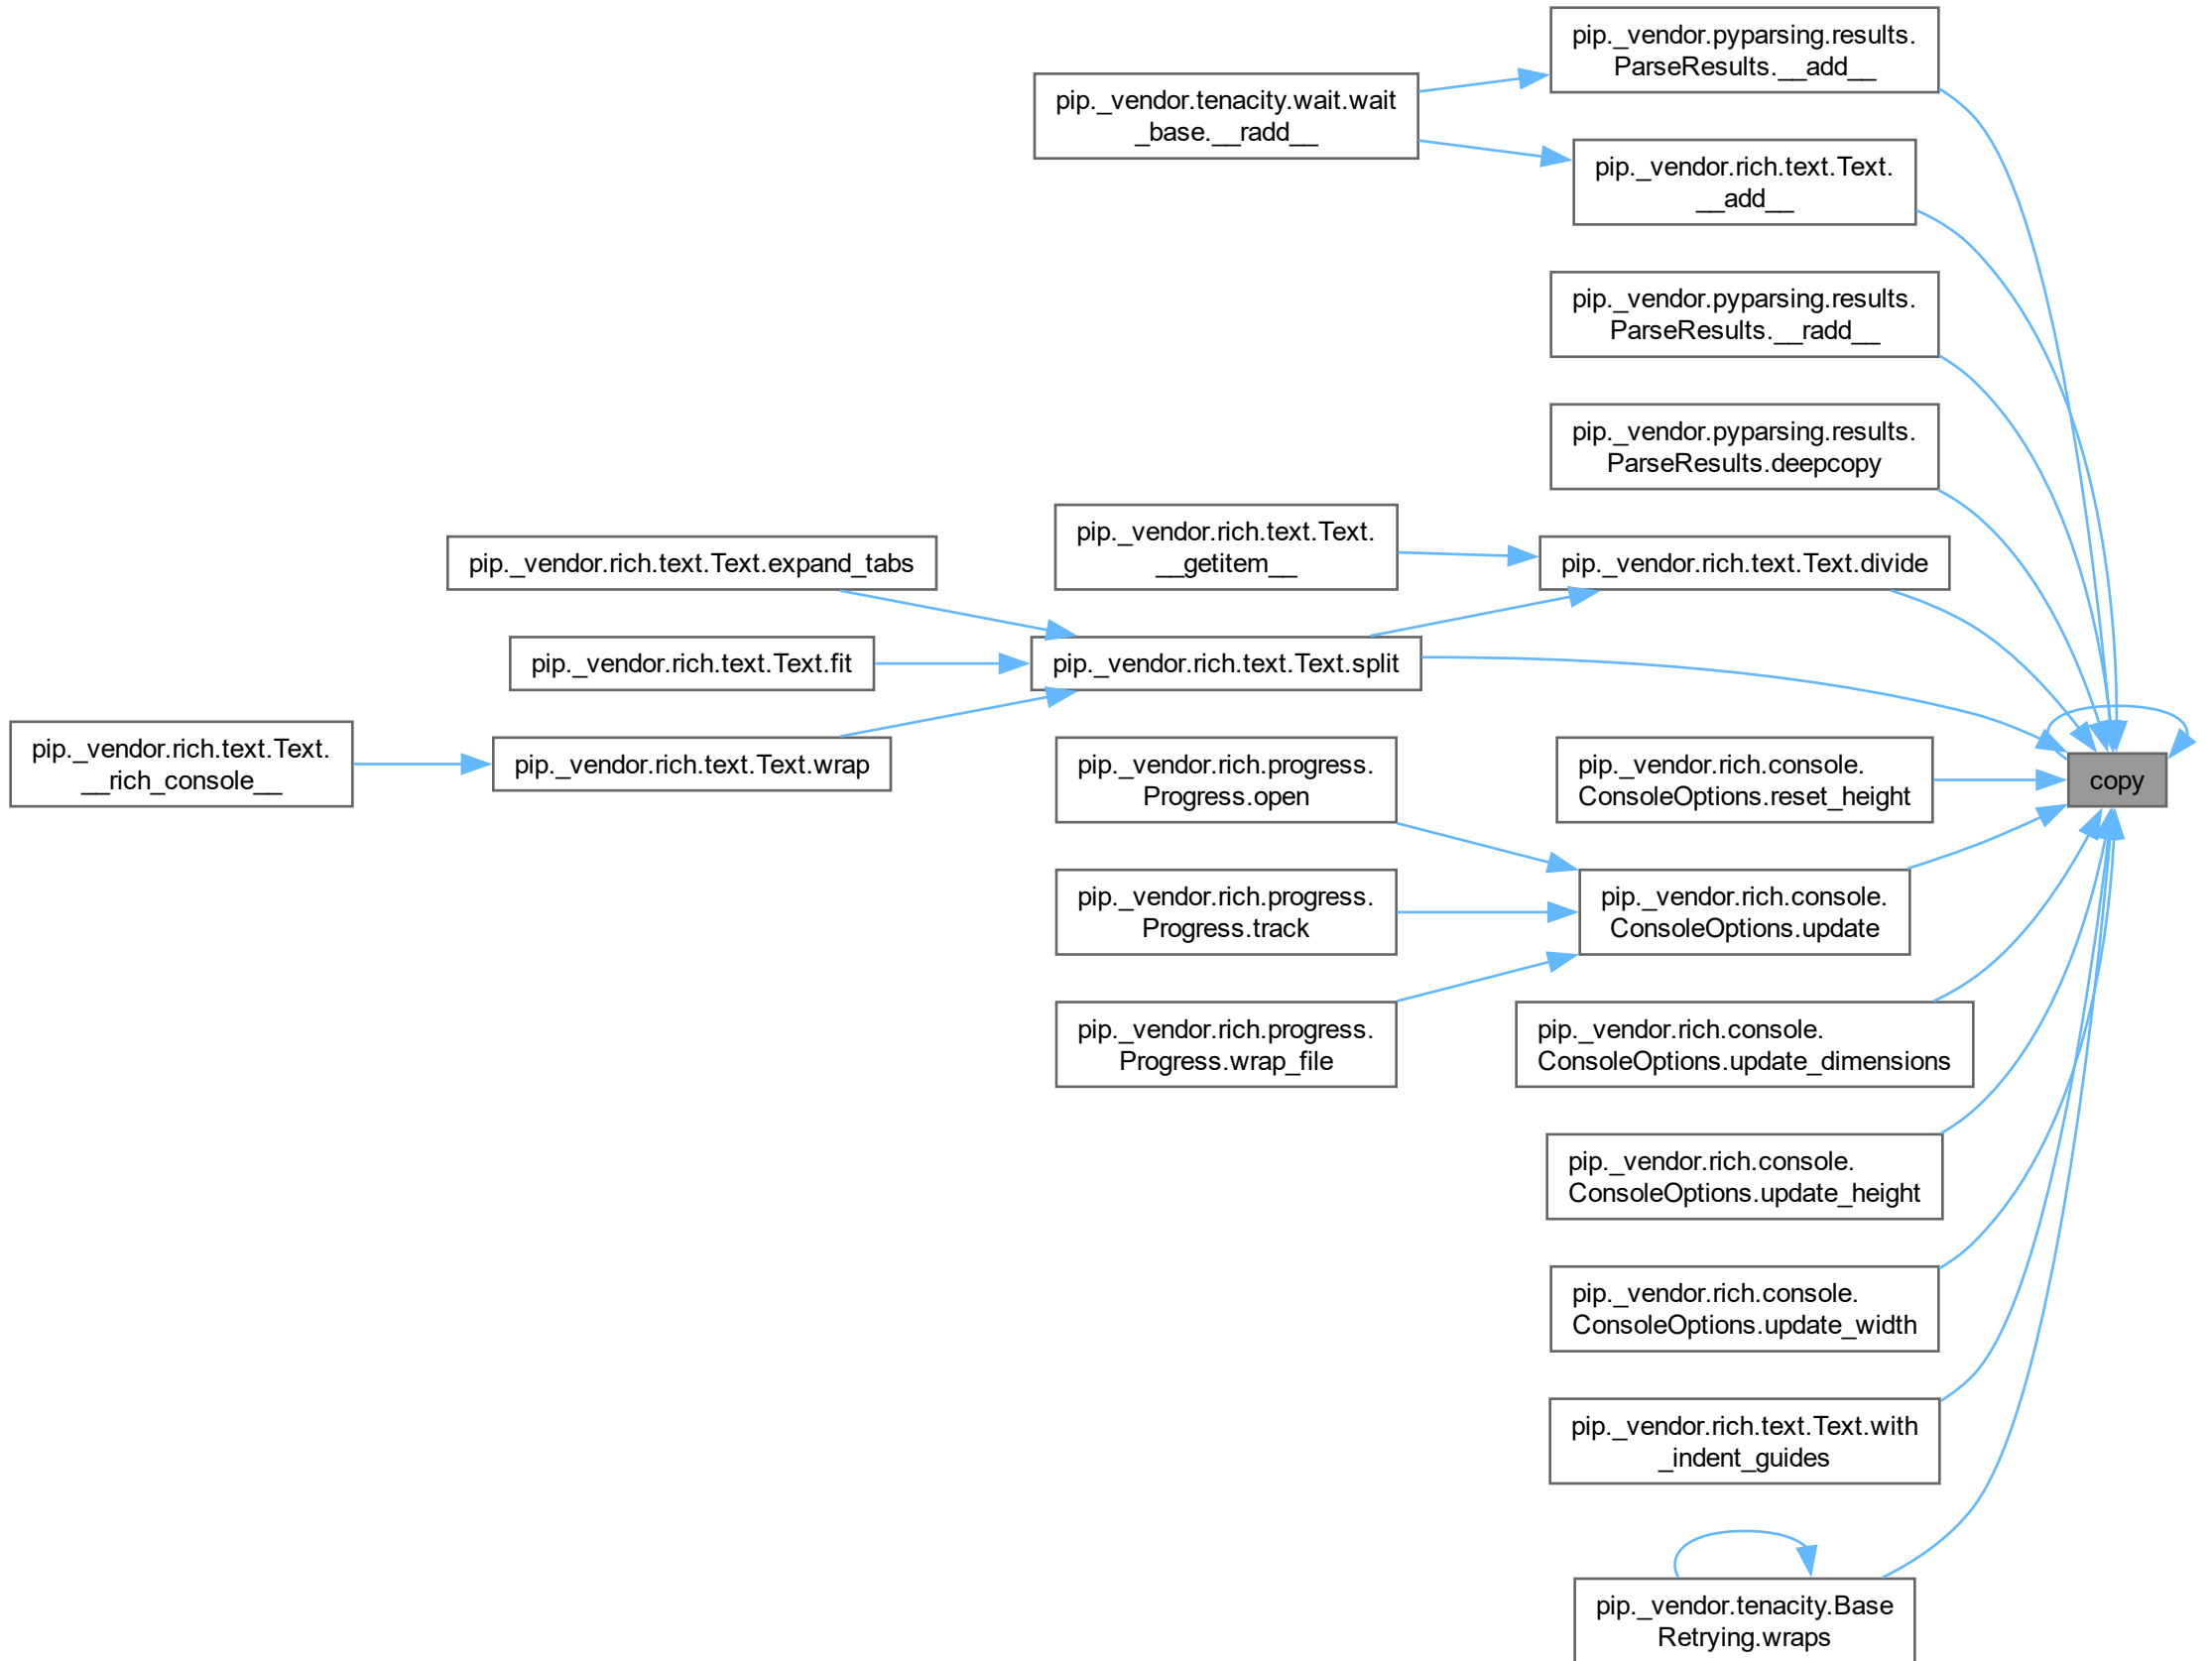 pip._vendor.pyparsing.results.
ParseResults.__add__
pip._vendor.tenacity.wait.wait
_base.__radd__
pip._vendor.rich.text.Text.
__add__
pip._vendor.pyparsing.results.
ParseResults.__radd__
pip._vendor.pyparsing.results.
ParseResults.deepcopy
pip._vendor.rich.text.Text.
__getitem__
pip._vendor.rich.text.Text.expand_tabs
pip._vendor.rich.text.Text.divide
pip._vendor.rich.text.Text.fit
pip._vendor.rich.text.Text.split
pip._vendor.rich.text.Text.
__rich_console__
pip._vendor.rich.text.Text.wrap
pip._vendor.rich.progress.
Progress.open
pip._vendor.rich.console.
ConsoleOptions.reset_height
copy
pip._vendor.rich.progress.
Progress.track
pip._vendor.rich.console.
ConsoleOptions.update
pip._vendor.rich.progress.
Progress.wrap_file
pip._vendor.rich.console.
ConsoleOptions.update_dimensions
pip._vendor.rich.console.
ConsoleOptions.update_height
pip._vendor.rich.console.
ConsoleOptions.update_width
pip._vendor.rich.text.Text.with
_indent_guides
pip._vendor.tenacity.Base
Retrying.wraps